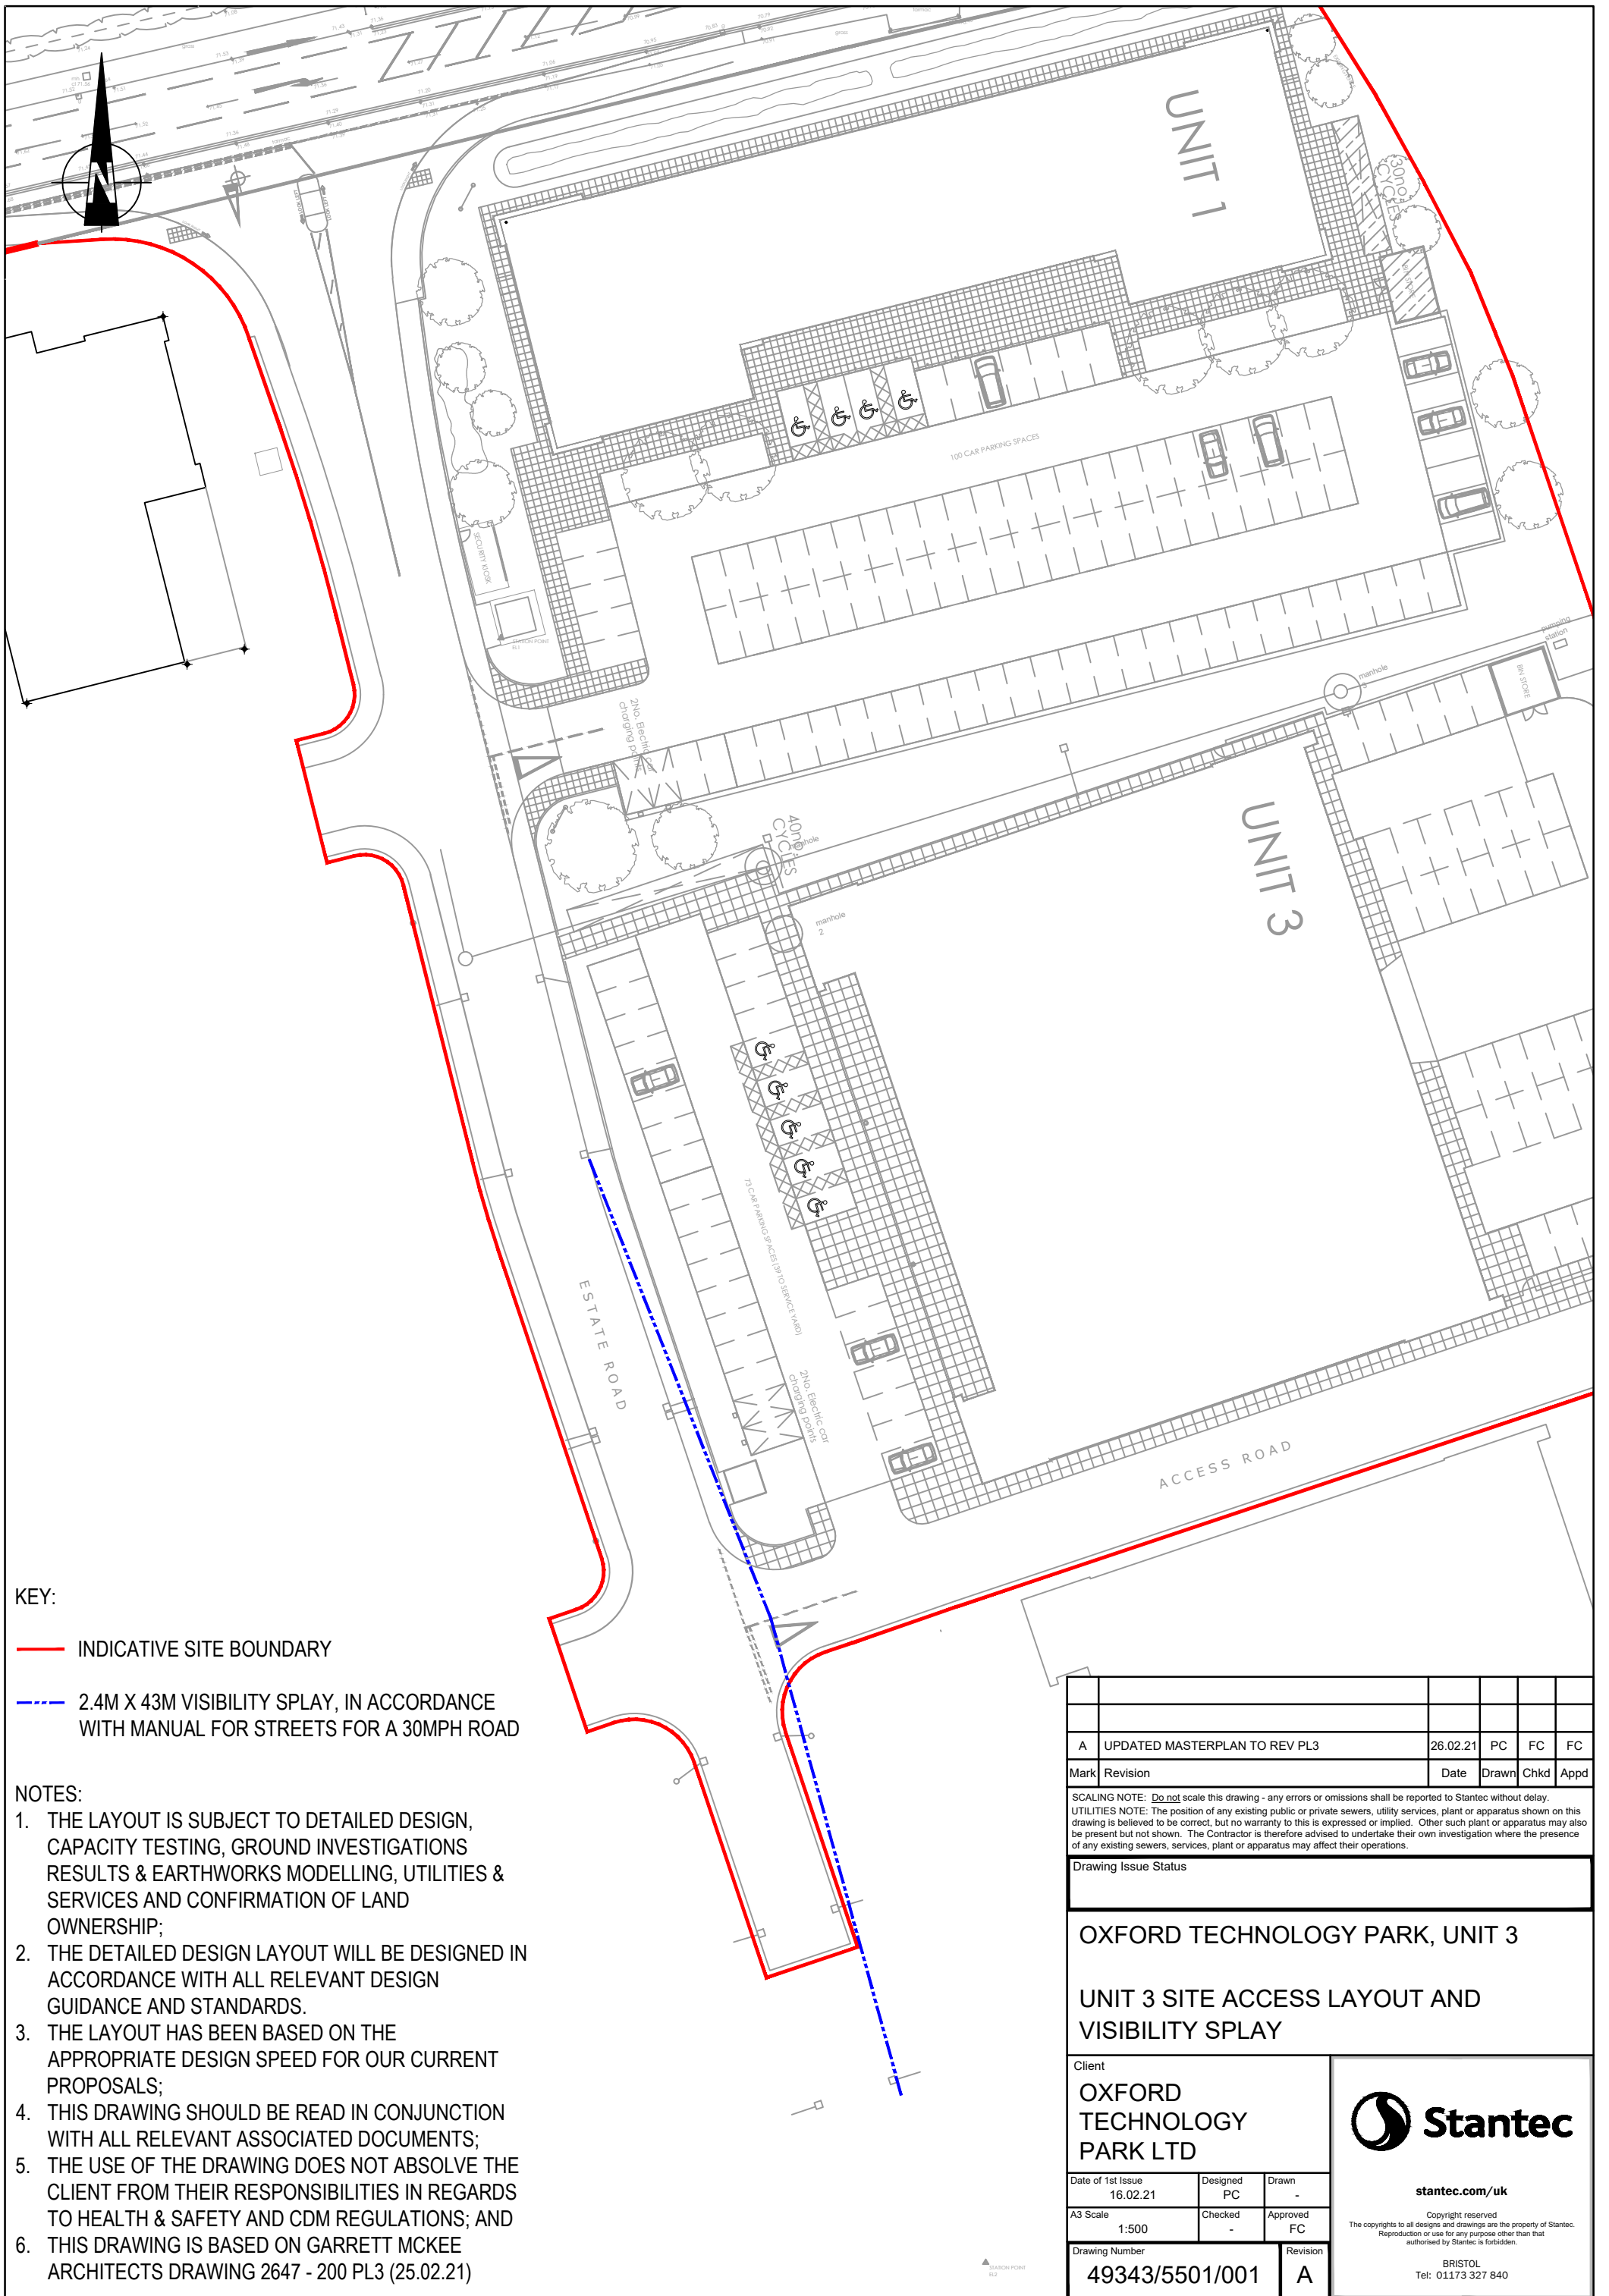 N
UNIT 1
30no.
CYCLES
100 CAR PARKING SPACES
SECURITY KIOSK
STATION POINT
EL1
2No. Electric car
charging points
40no.
CYCLES
manhole
manhole
2
manhole
3
pumping
station
BIN STORE
UNIT 3
73 CAR PARKING SPACES (39 TO SERVICE YARD)
2No. Electric car
charging points
ESTATE ROAD
ACCESS ROAD
STATION POINT
EL2
KEY:
INDICATIVE SITE BOUNDARY
2.4M X 43M VISIBILITY SPLAY, IN ACCORDANCE
WITH MANUAL FOR STREETS FOR A 30MPH ROAD
NOTES:
1. THE LAYOUT IS SUBJECT TO DETAILED DESIGN,
CAPACITY TESTING, GROUND INVESTIGATIONS
RESULTS & EARTHWORKS MODELLING, UTILITIES &
SERVICES AND CONFIRMATION OF LAND
OWNERSHIP;
2. THE DETAILED DESIGN LAYOUT WILL BE DESIGNED IN
ACCORDANCE WITH ALL RELEVANT DESIGN
GUIDANCE AND STANDARDS.
3. THE LAYOUT HAS BEEN BASED ON THE
APPROPRIATE DESIGN SPEED FOR OUR CURRENT
PROPOSALS;
4. THIS DRAWING SHOULD BE READ IN CONJUNCTION
WITH ALL RELEVANT ASSOCIATED DOCUMENTS;
5. THE USE OF THE DRAWING DOES NOT ABSOLVE THE
CLIENT FROM THEIR RESPONSIBILITIES IN REGARDS
TO HEALTH & SAFETY AND CDM REGULATIONS; AND
6. THIS DRAWING IS BASED ON GARRETT MCKEE
ARCHITECTS DRAWING 2647 - 200 PL3 (25.02.21)
A UPDATED MASTERPLAN TO REV PL3 26.02.21 PC FC FC
Mark Revision Date Drawn Chkd Appd
SCALING NOTE: Do not scale this drawing - any errors or omissions shall be reported to Stantec without delay.
UTILITIES NOTE: The position of any existing public or private sewers, utility services, plant or apparatus shown on this
drawing is believed to be correct, but no warranty to this is expressed or implied. Other such plant or apparatus may also
be present but not shown. The Contractor is therefore advised to undertake their own investigation where the presence
of any existing sewers, services, plant or apparatus may affect their operations.
Drawing Issue Status
OXFORD TECHNOLOGY PARK, UNIT 3
UNIT 3 SITE ACCESS LAYOUT AND
VISIBILITY SPLAY
Client
OXFORD
TECHNOLOGY
PARK LTD
Date of 1st Issue Designed Drawn
16.02.21 PC -
A3 Scale Checked Approved
1:500 - FC
Drawing Number Revision
49343/5501/001 A
Stantec
stantec.com/uk
Copyright reserved
The copyrights to all designs and drawings are the property of Stantec.
Reproduction or use for any purpose other than that
authorised by Stantec is forbidden.
BRISTOL
Tel: 01173 327 840